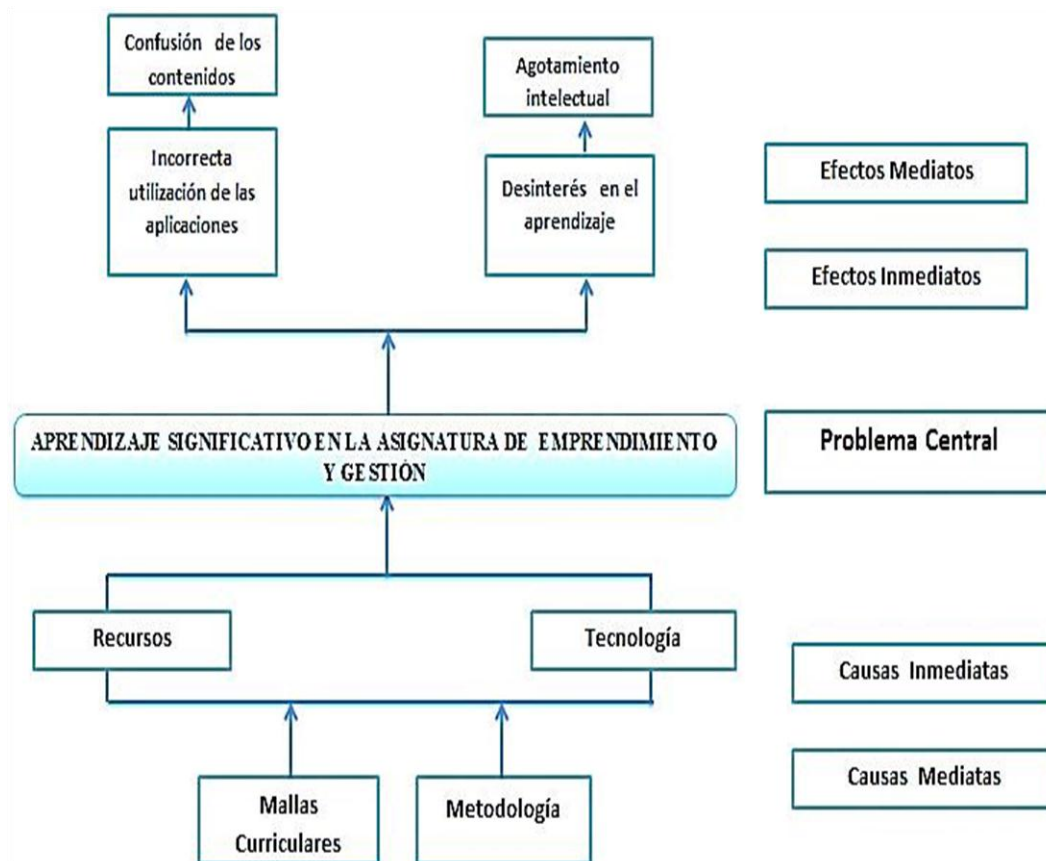 Confusión de los
contenidos
Agotamiento
intelectual
Incorrecta
utilización de las
aplicaciones
Desinterés en el
aprendizaje
Efectos Mediatos
Efectos Inmediatos
APRENDIZAJE SIGNIFICATIVO EN LA ASIGNATURA DE EMPRENDIMIENTO
Y GESTIÓN
Problema Central
Recursos
Tecnología
Causas Inmediatas
Causas Mediatas
Mallas
Curriculares
Metodología